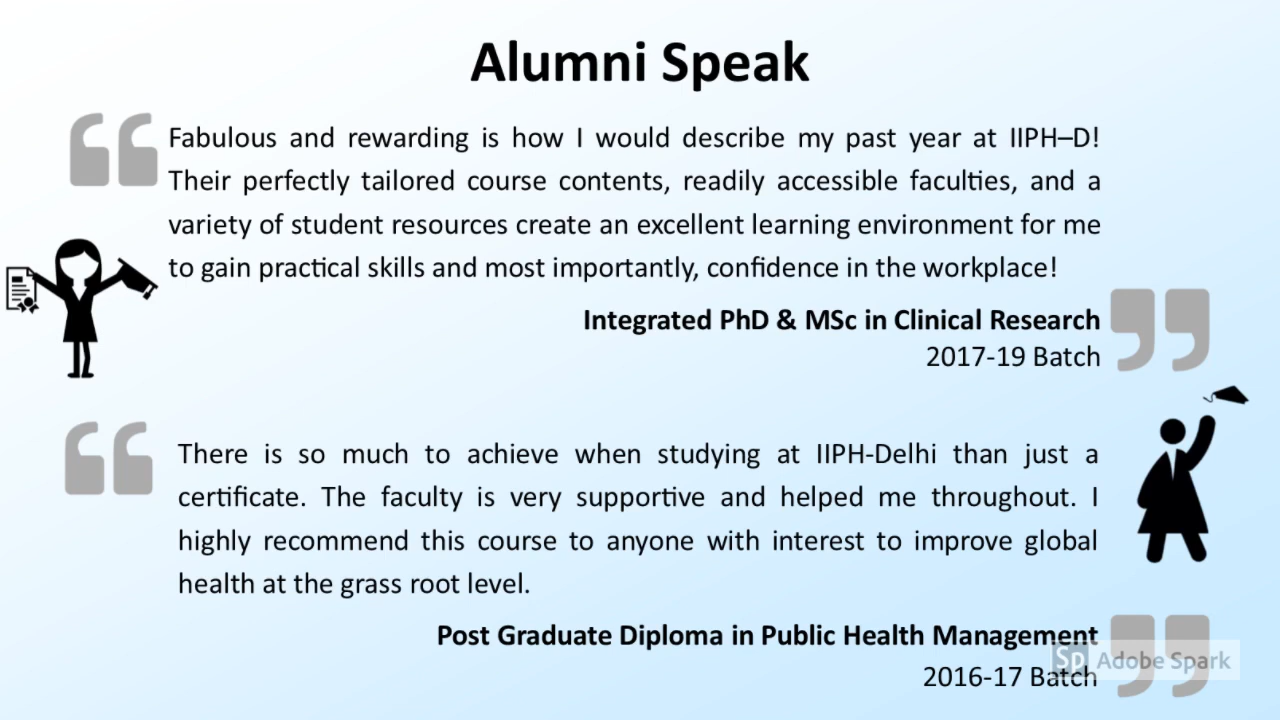 Alumni Speak
Fabulous and rewarding is how I would describe my past year at IIPH–D!
Their perfectly tailored course contents, readily accessible faculties, and a
variety of student resources create an excellent learning environment for me
to gain practical skills and most importantly, confidence in the workplace!
Integrated PhD & MSc in Clinical Research
2017-19 Batch
There is so much to achieve when studying at IIPH-Delhi than just a
certificate. The faculty is very supportive and helped me throughout. I
highly recommend this course to anyone with interest to improve global
health at the grass root level.
Post Graduate Diploma in Public Health Management
Sp Adobe Spark
2016-17 Batch